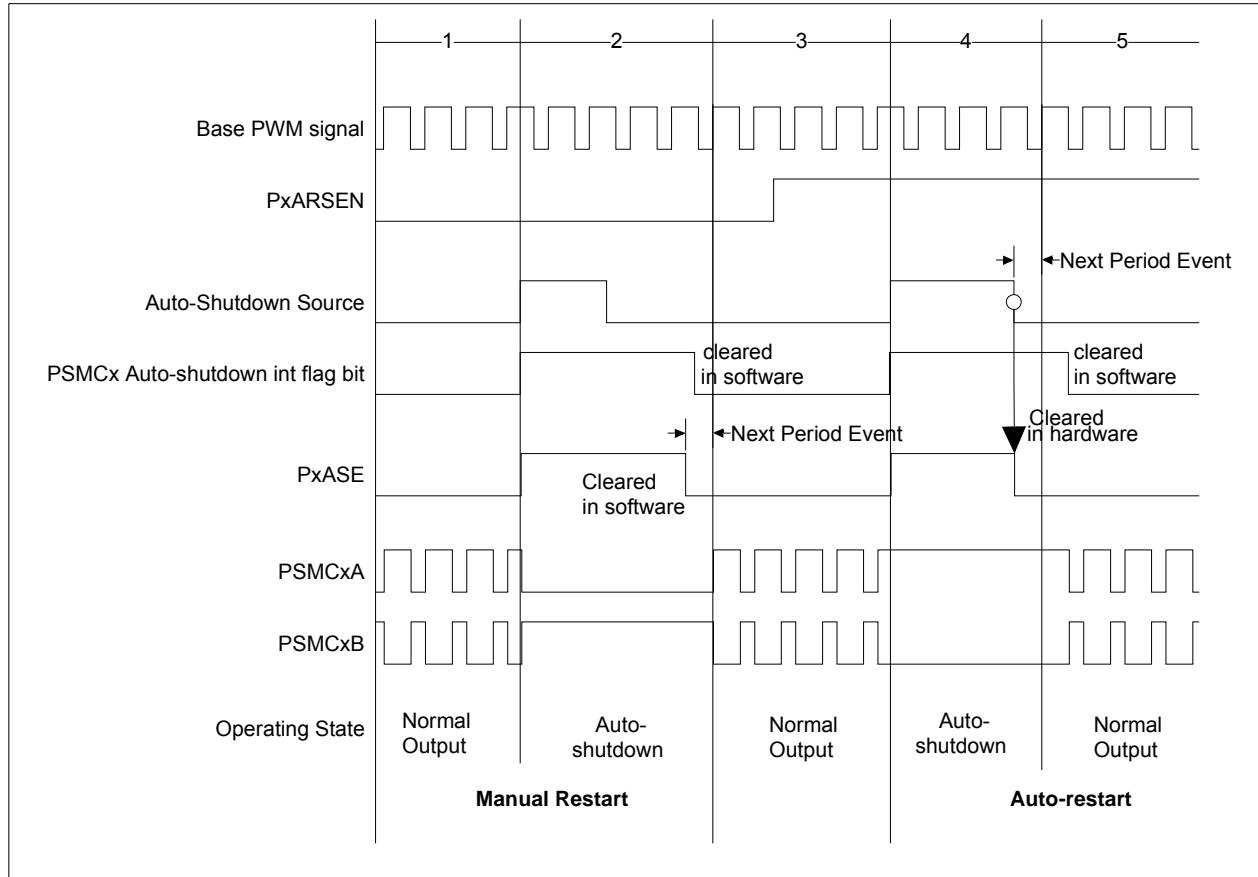 1 2 3 4 5
Base PWM signal
PxARSEN
Next Period Event
Auto-Shutdown Source
PSMCx Auto-shutdown int flag bit
cleared
in software
cleared
in software
Next Period Event
Cleared
in hardware
PxASE
Cleared
in software
PSMCxA
PSMCxB
Operating State
Normal
Output
Auto-
shutdown
Normal
Output
Auto-
shutdown
Normal
Output
Manual Restart
Auto-restart